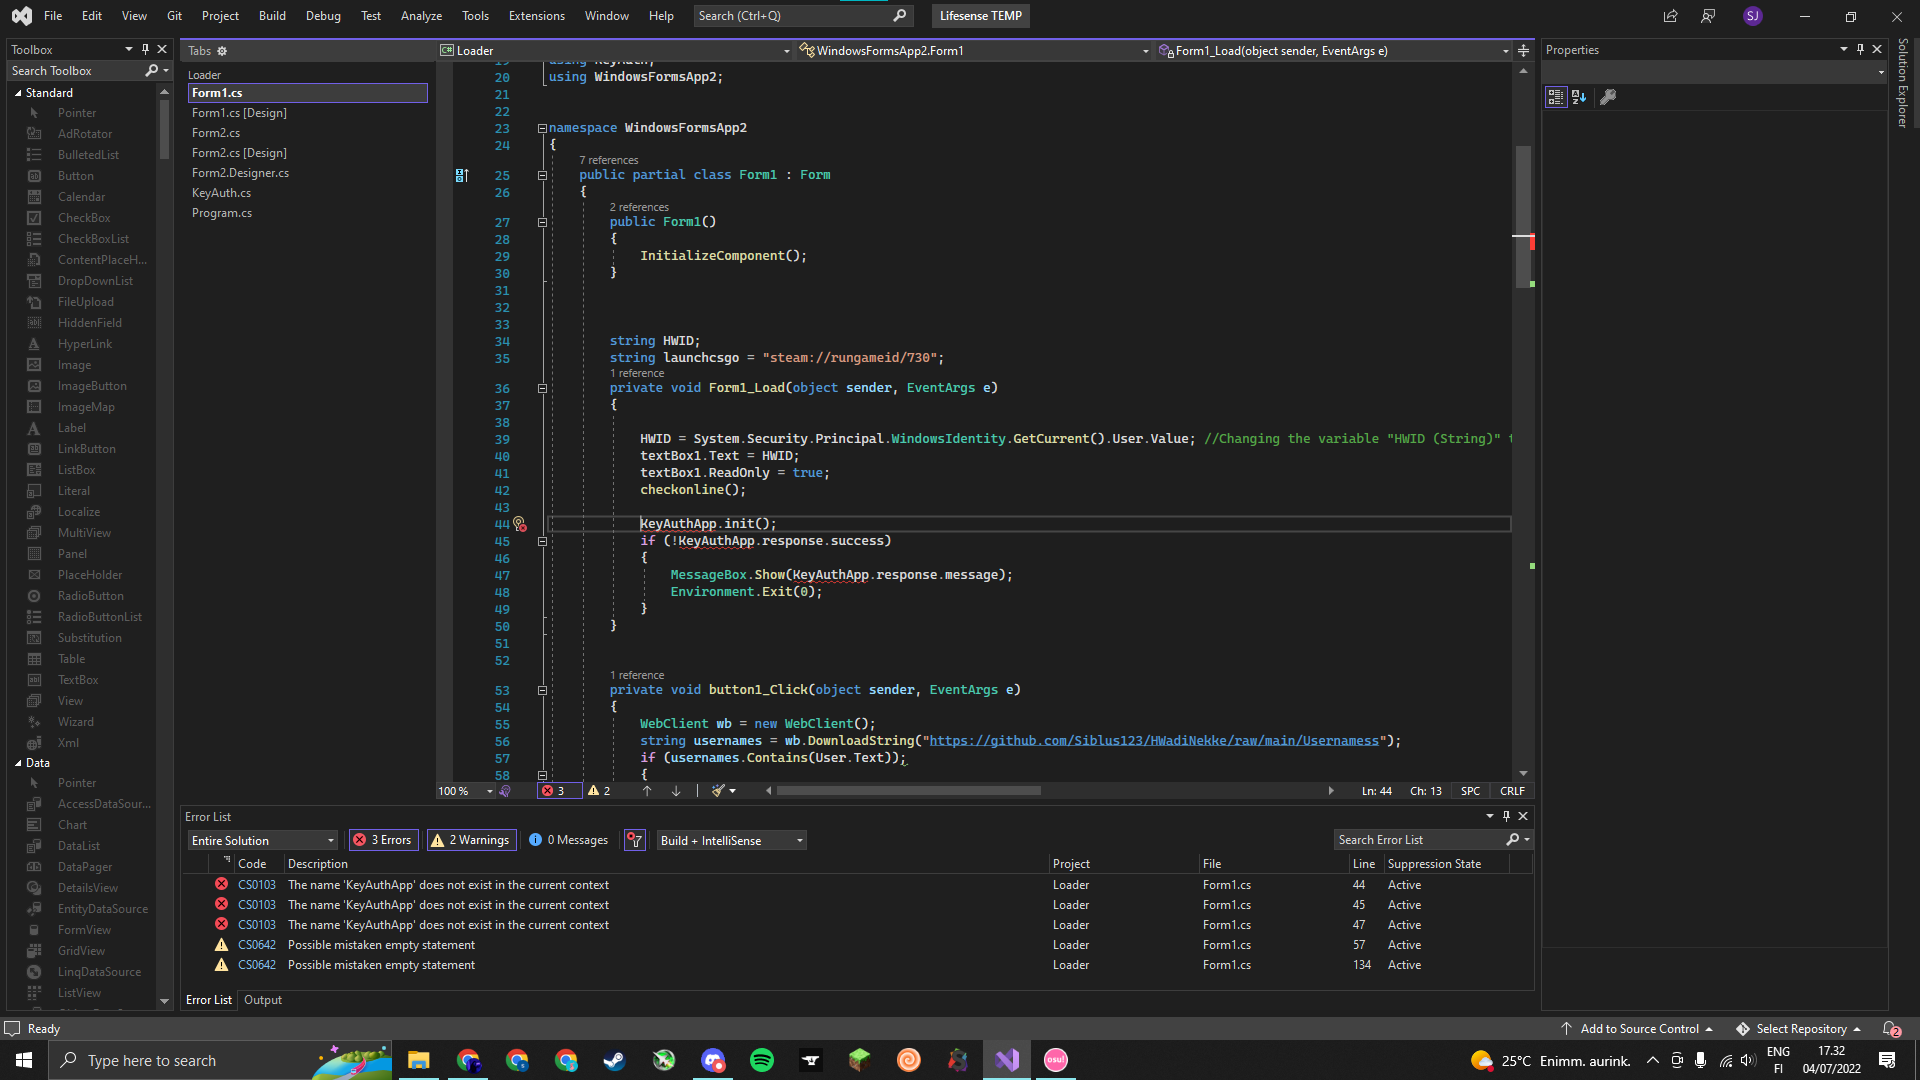 File Edit View Git Project Build Debug Test Analyze Tools Extensions Window Help Search (Ctrl+Q) Lifesense TEMP SJ
Toolbox
Search Toolbox
Standard
Pointer
AdRotator
BulletedList
Button
Calendar
CheckBox
CheckBoxList
ContentPlaceH...
DropDownList
FileUpload
HiddenField
HyperLink
Image
ImageButton
ImageMap
Label
LinkButton
ListBox
Literal
Localize
MultiView
Panel
PlaceHolder
RadioButton
RadioButtonList
Substitution
Table
TextBox
View
Wizard
Xml
Data
Pointer
AccessDataSour...
Chart
DataList
DataPager
DetailsView
EntityDataSource
FormView
GridView
LinqDataSource
ListView
Tabs
Loader
Form1.cs
Form1.cs [Design]
Form2.cs
Form2.cs [Design]
Form2.Designer.cs
KeyAuth.cs
Program.cs
C# Loader WindowsFormsApp2.Form1 Form1_Load(object sender, EventArgs e)
19 using KeyAuth;
20 using WindowsFormsApp2;
21
22
23 namespace WindowsFormsApp2
24 {
7 references
25 public partial class Form1 : Form
26 {
2 references
27 public Form1()
28 {
29 InitializeComponent();
30 }
31
32
33
34 string HWID;
35 string launchcsgo = "steam://rungameid/730";
1 reference
36 private void Form1_Load(object sender, EventArgs e)
37 {
38
39 HWID = System.Security.Principal.WindowsIdentity.GetCurrent().User.Value; //Changing the variable "HWID (String)" t
40 textBox1.Text = HWID;
41 textBox1.ReadOnly = true;
42 checkonline();
43
44 KeyAuthApp.init();
45 if (!KeyAuthApp.response.success)
46 {
47 MessageBox.Show(KeyAuthApp.response.message);
48 Environment.Exit(0);
49 }
50 }
51
52
1 reference
53 private void button1_Click(object sender, EventArgs e)
54 {
55 WebClient wb = new WebClient();
56 string usernames = wb.DownloadString("https://github.com/Siblus123/HWadiNekke/raw/main/Usernamess");
57 if (usernames.Contains(User.Text));
58 {
100 % 3 2 Ln: 44 Ch: 13 SPC CRLF
Error List
Entire Solution 3 Errors 2 Warnings 0 Messages Build + IntelliSense Search Error List
Code Description Project File Line Suppression State
CS0103 The name 'KeyAuthApp' does not exist in the current context Loader Form1.cs 44 Active
CS0103 The name 'KeyAuthApp' does not exist in the current context Loader Form1.cs 45 Active
CS0103 The name 'KeyAuthApp' does not exist in the current context Loader Form1.cs 47 Active
CS0642 Possible mistaken empty statement Loader Form1.cs 57 Active
CS0642 Possible mistaken empty statement Loader Form1.cs 134 Active
Error List Output
Properties
Solution Explorer
Ready Add to Source Control Select Repository 2
Type here to search osu! 25°C Enimm. aurink. ENG FI 17.32 04/07/2022